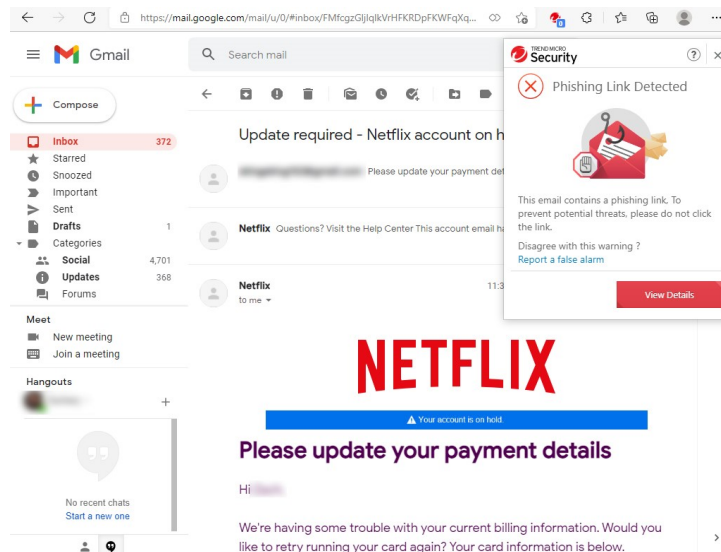 https://mail.google.com/mail/u/0/#inbox/FMfcgzGljlqlkVrHFKRDpFKWFqXq...
Gmail
Search mail
Compose
Inbox 372
Starred
Snoozed
Important
Sent
Drafts 1
Categories
Social 4,701
Updates 368
Forums
Meet
New meeting
Join a meeting
Hangouts
No recent chats
Start a new one
Update required - Netflix account on h
Please update your payment det
Netflix Questions? Visit the Help Center This account email ha
Netflix 11:3
to me
NETFLIX
Your account is on hold.
Please update your payment details
Hi
We're having some trouble with your current billing information. Would you
like to retry running your card again? Your card information is below.
TREND MICRO
Security
Phishing Link Detected
This email contains a phishing link, To
prevent potential threats, please do not click
the link.
Disagree with this warning ?
Report a false alarm
View Details